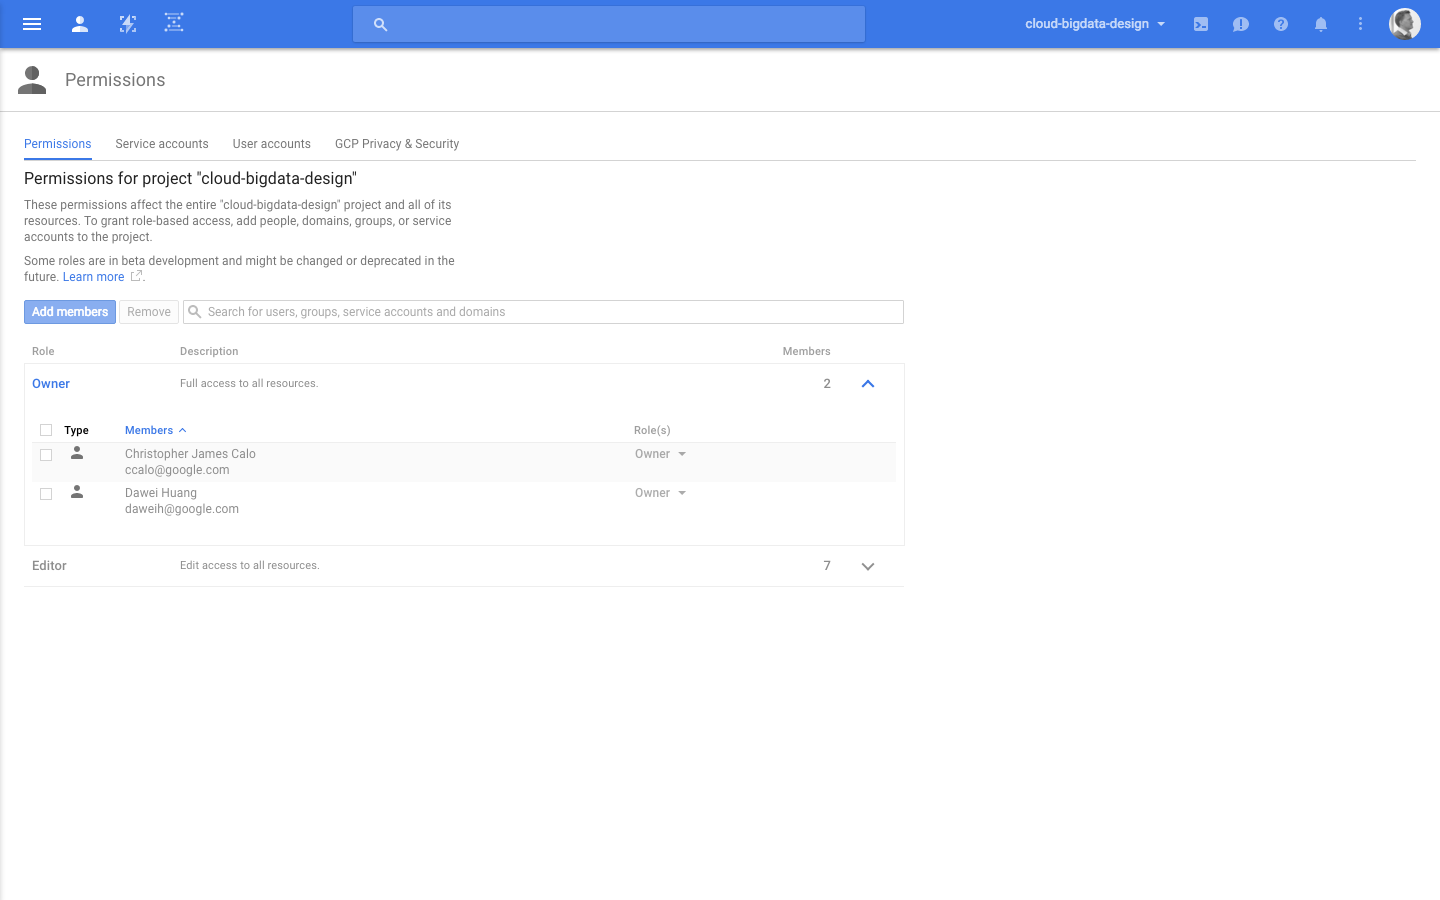 cloud-bigdata-design
Permissions
Permissions Service accounts User accounts GCP Privacy & Security
Permissions for project "cloud-bigdata-design"
These permissions affect the entire "cloud-bigdata-design" project and all of its
resources. To grant role-based access, add people, domains, groups, or service
accounts to the project.
Some roles are in beta development and might be changed or deprecated in the
future. Learn more .
Add members Remove Search for users, groups, service accounts and domains
Role Description Members
Owner Full access to all resources. 2
Type Members Role(s)
Christopher James Calo Owner
ccalo@google.com
Dawei Huang Owner
daweih@google.com
Editor Edit access to all resources. 7